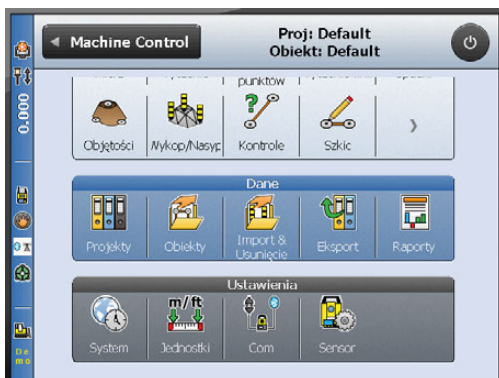 Machine Control
Proj: Default
Obiekt: Default
0.000
punktów
Objętości
Wykop/Nasyp
Kontrole
Szkic
Dane
Projekty
Obiekty
Import &
Usunięcie
Eksport
Raporty
Ustawienia
m/ft
System
Jednostki
Com
Sensor
De
mo